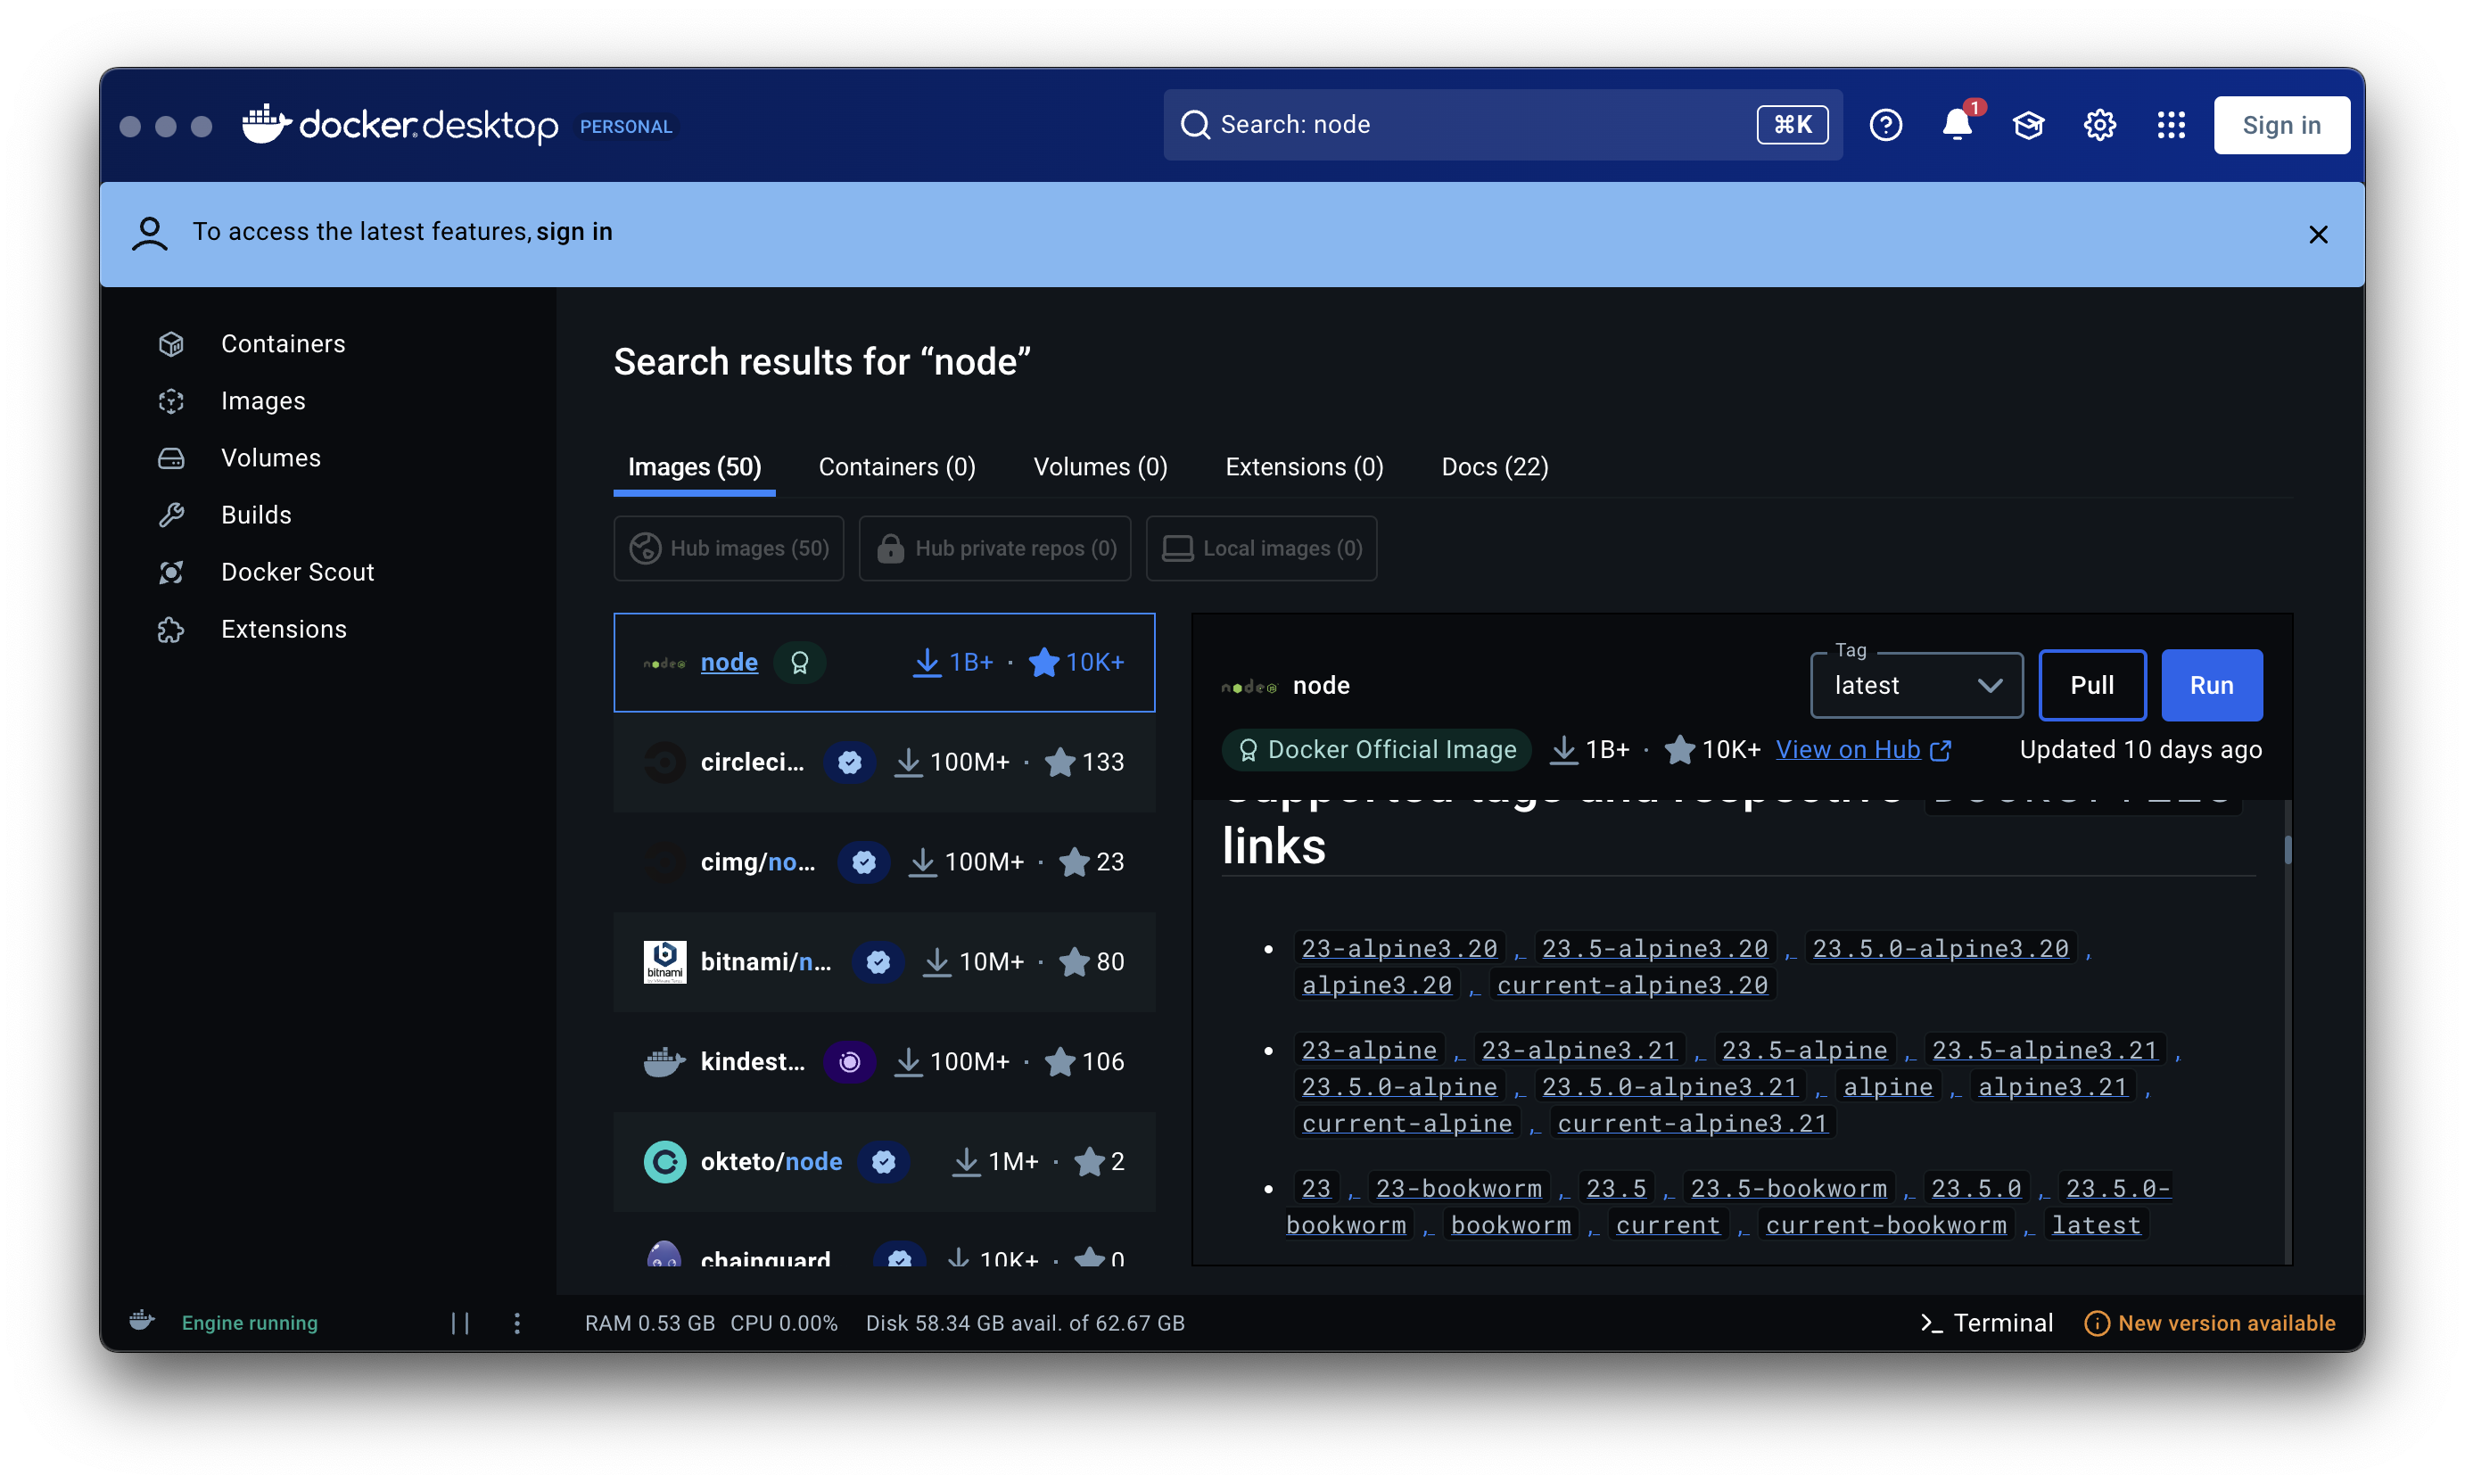 docker.desktop PERSONAL
Search: node
⌘K
1
Sign in
To access the latest features, sign in
Containers
Images
Volumes
Builds
Docker Scout
Extensions
Search results for “node”
Images (50)
Containers (0)
Volumes (0)
Extensions (0)
Docs (22)
Hub images (50)
Hub private repos (0)
Local images (0)
node 1B+ · 10K+
circleci... 100M+ · 133
cimg/no... 100M+ · 23
bitnami
bitnami/n... 10M+ · 80
kindest... 100M+ · 106
okteto/node 1M+ · 2
chainguard 10K+ · 0
node
node
Tag
latest
Pull
Run
Docker Official Image 1B+ · 10K+ View on Hub Updated 10 days ago
Supported tags and respective
links
23-alpine3.20 , 23.5-alpine3.20 , 23.5.0-alpine3.20 ,
alpine3.20 , current-alpine3.20
23-alpine , 23-alpine3.21 , 23.5-alpine , 23.5-alpine3.21 ,
23.5.0-alpine , 23.5.0-alpine3.21 , alpine , alpine3.21 ,
current-alpine , current-alpine3.21
23 , 23-bookworm , 23.5 , 23.5-bookworm , 23.5.0 , 23.5.0-
bookworm , bookworm , current , current-bookworm , latest
Engine running
RAM 0.53 GB CPU 0.00% Disk 58.34 GB avail. of 62.67 GB
Terminal
New version available